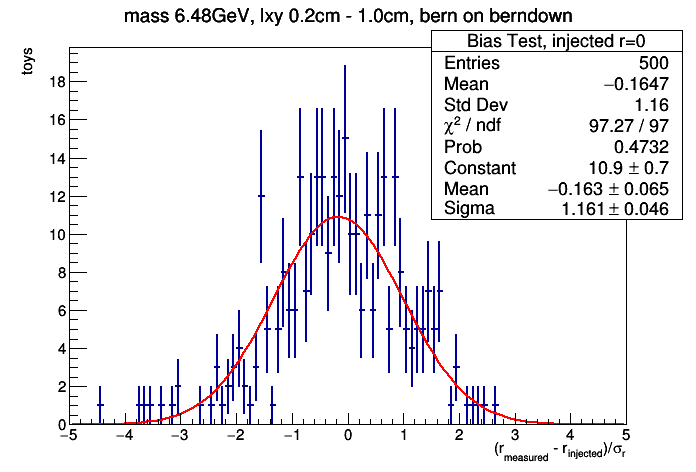 mass 6.48GeV, lxy 0.2cm - 1.0cm, bern on berndown
Bias Test, injected r=0
Entries 500
Mean −0.1647
Std Dev 1.16
χ² / ndf 97.27 / 97
Prob 0.4732
Constant 10.9 ± 0.7
Mean −0.163 ± 0.065
Sigma 1.161 ± 0.046
toys
18
16
14
12
10
8
6
4
2
0
−5 −4 −3 −2 −1 0 1 2 3 4 5
(r_measured - r_injected)/σ_r